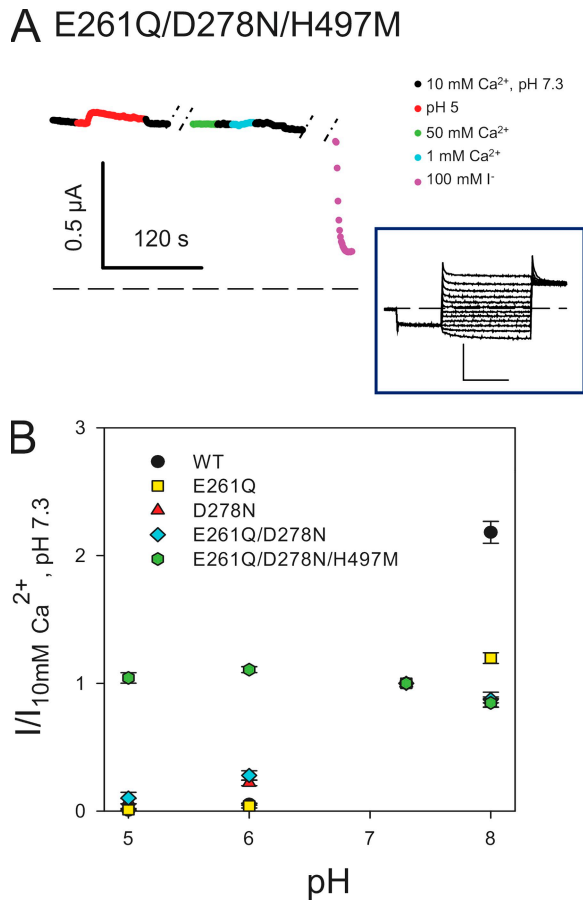 A E261Q/D278N/H497M
10 mM Ca²⁺, pH 7.3
pH 5
50 mM Ca²⁺
1 mM Ca²⁺
100 mM I⁻
0.5 µA
120 s
B
3
2
1
0
WT
E261Q
D278N
E261Q/D278N
E261Q/D278N/H497M
I/I10mM Ca²⁺, pH 7.3
5 6 7 8
pH